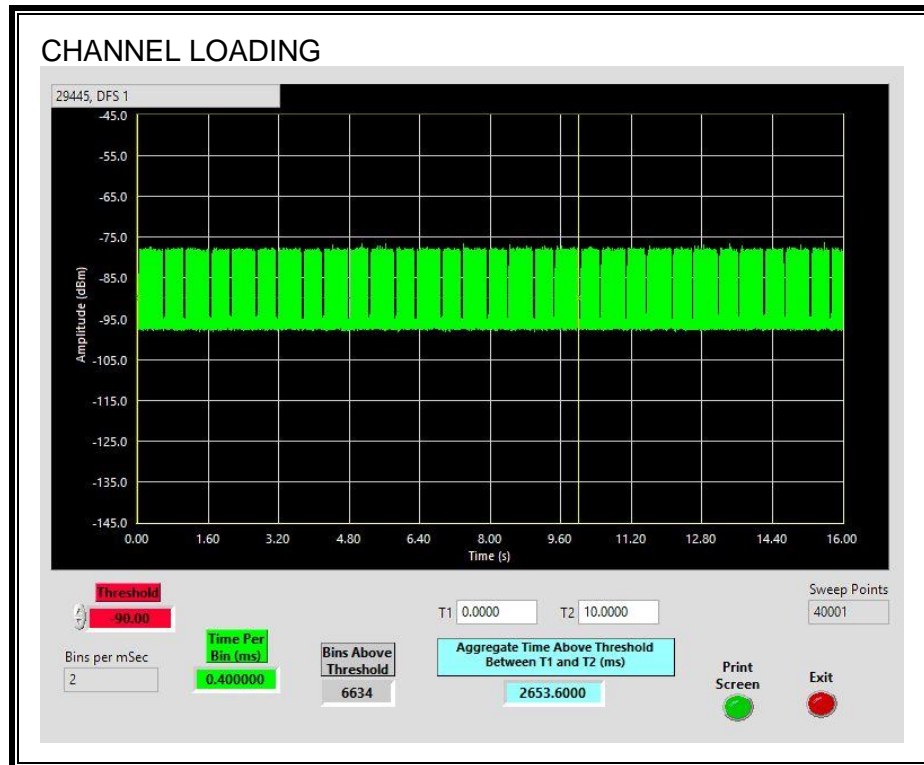 CHANNEL LOADING
29445, DFS 1
-45.0
-55.0
-65.0
-75.0
-85.0
-95.0
-105.0
-115.0
-125.0
-135.0
-145.0
Amplitude (dBm)
0.00 1.60 3.20 4.80 6.40 8.00 9.60 11.20 12.80 14.40 16.00
Time (s)
Threshold
-90.00
Bins per mSec
2
Time Per
Bin (ms)
0.400000
Bins Above
Threshold
6634
T1 0.0000 T2 10.0000
Aggregate Time Above Threshold
Between T1 and T2 (ms)
2653.6000
Sweep Points
40001
Print
Screen
Exit